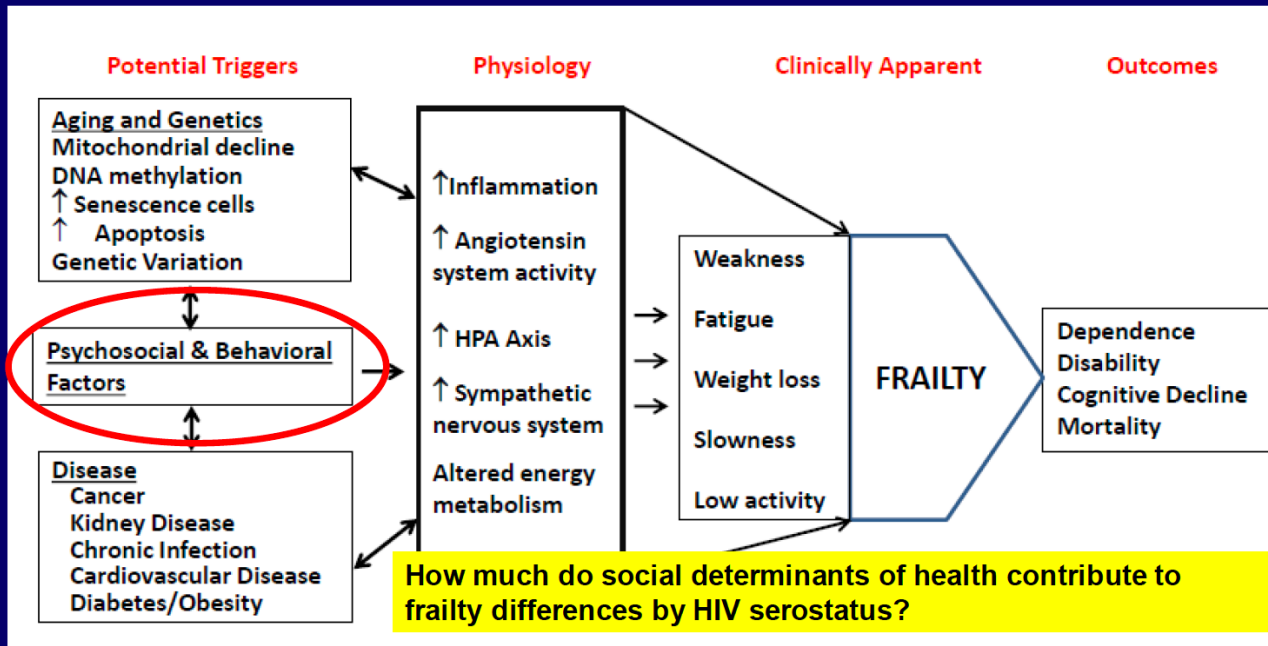 Potential Triggers
Physiology
Clinically Apparent
Outcomes
Aging and Genetics
Mitochondrial decline
DNA methylation
↑ Senescence cells
↑ Apoptosis
Genetic Variation
Psychosocial & Behavioral
Factors
Disease
Cancer
Kidney Disease
Chronic Infection
Cardiovascular Disease
Diabetes/Obesity
↑Inflammation
↑ Angiotensin
system activity
↑ HPA Axis
↑ Sympathetic
nervous system
Altered energy
metabolism
Weakness
Fatigue
Weight loss
Slowness
Low activity
FRAILTY
Dependence
Disability
Cognitive Decline
Mortality
How much do social determinants of health contribute to
frailty differences by HIV serostatus?